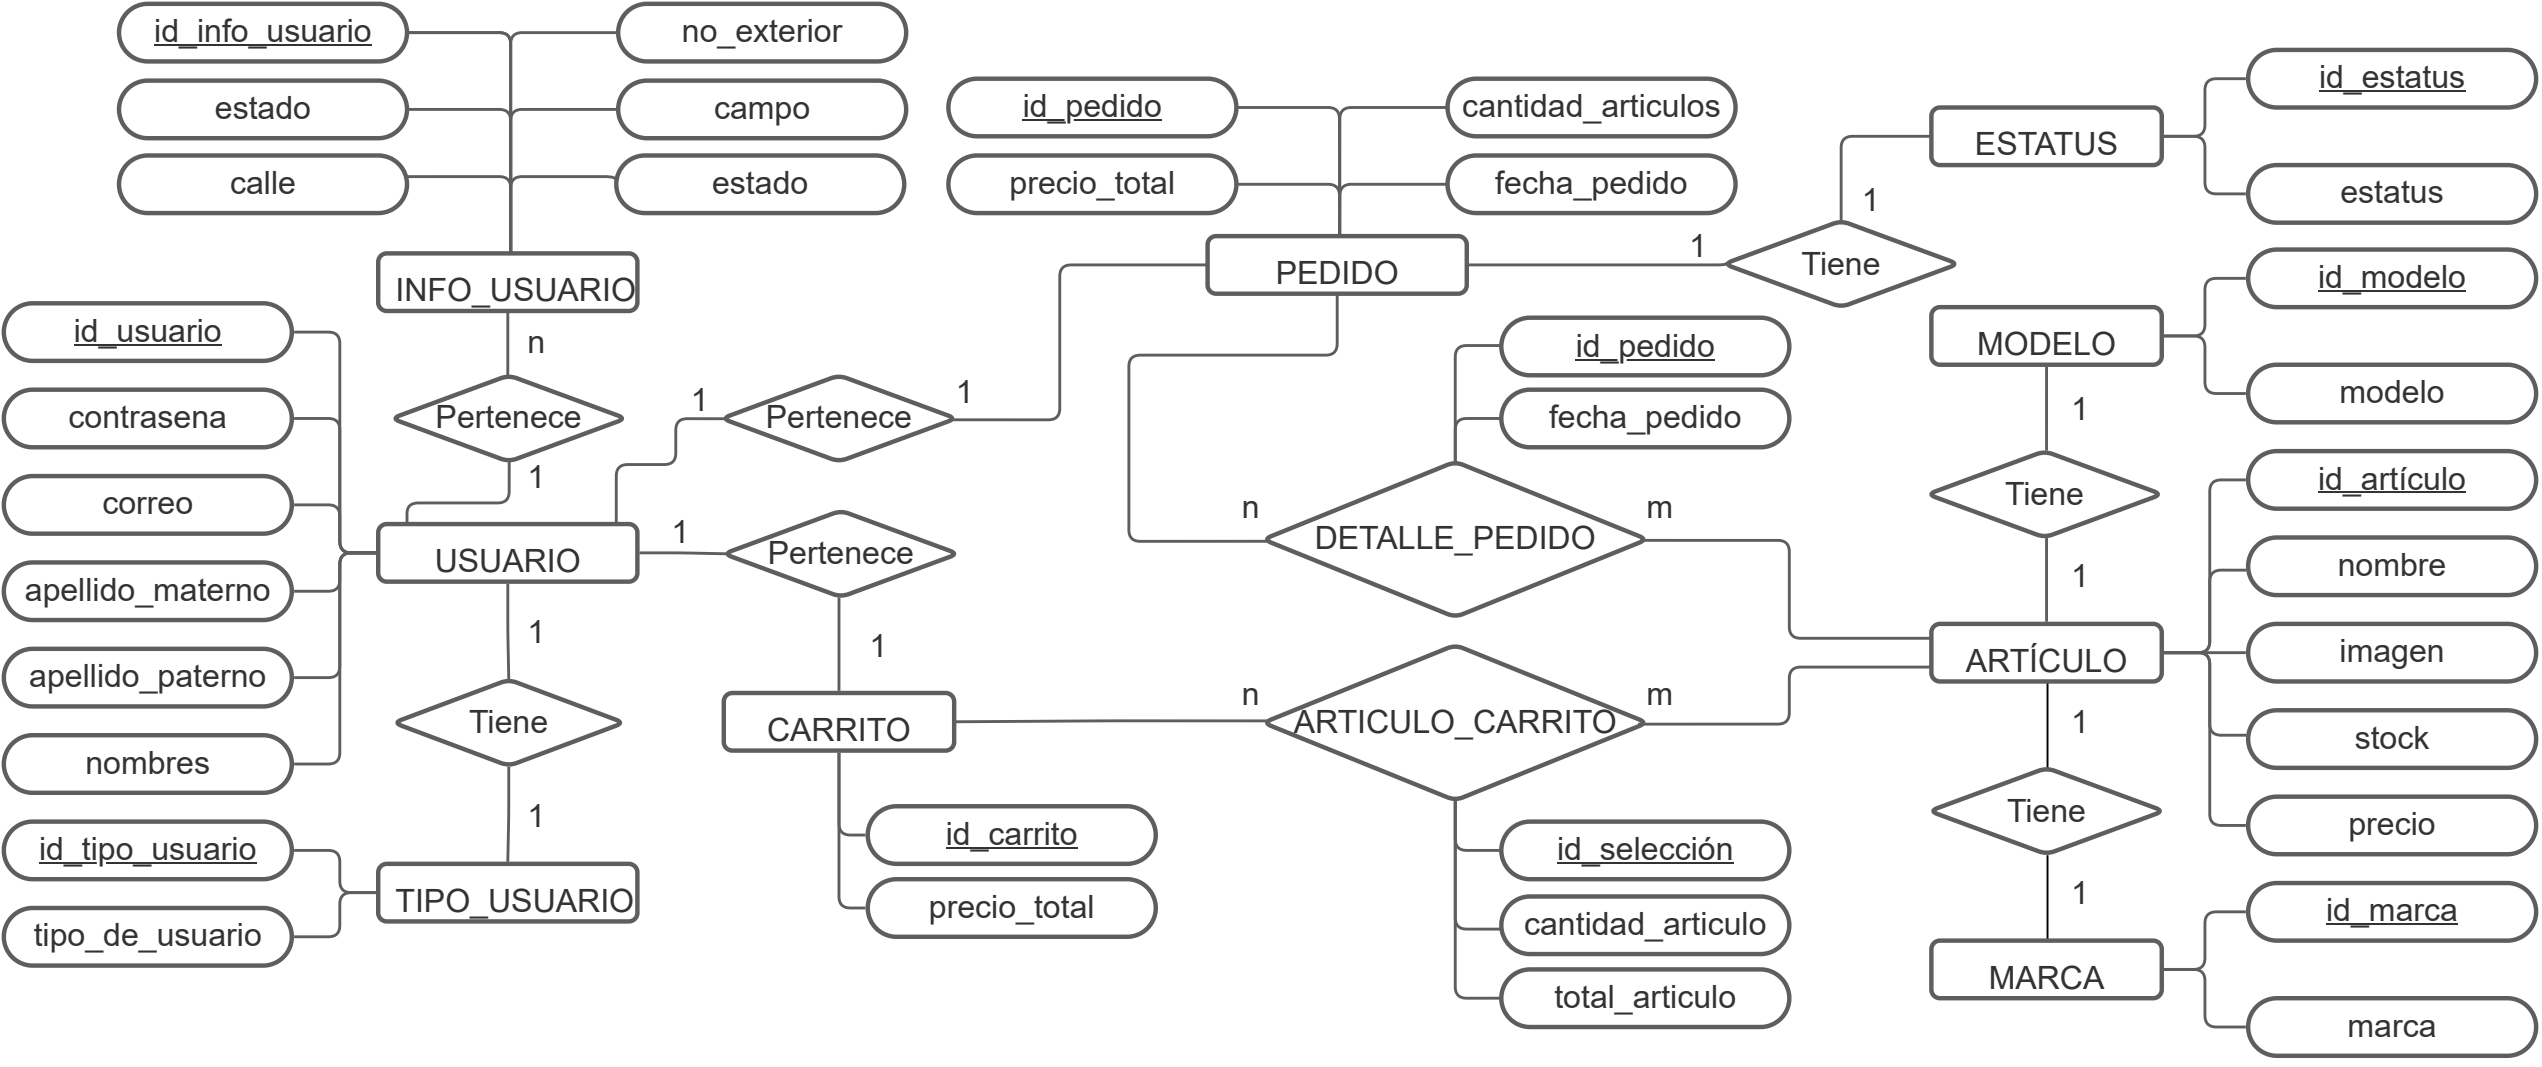 id_info_usuario
no_exterior
estado
campo
calle
estado
id_pedido
cantidad_articulos
precio_total
fecha_pedido
id_estatus
ESTATUS
estatus
1
1
Tiene
PEDIDO
INFO_USUARIO
id_modelo
MODELO
modelo
id_usuario
n
contrasena
Pertenece
1
Pertenece
1
id_pedido
fecha_pedido
1
correo
1
apellido_materno
USUARIO
1
Pertenece
n
DETALLE_PEDIDO
m
Tiene
id_artículo
1
nombre
ARTÍCULO
imagen
stock
precio
apellido_paterno
1
1
nombres
Tiene
CARRITO
n
ARTICULO_CARRITO
m
1
Tiene
id_tipo_usuario
1
id_carrito
id_selección
tipo_de_usuario
TIPO_USUARIO
precio_total
cantidad_articulo
total_articulo
1
id_marca
MARCA
marca